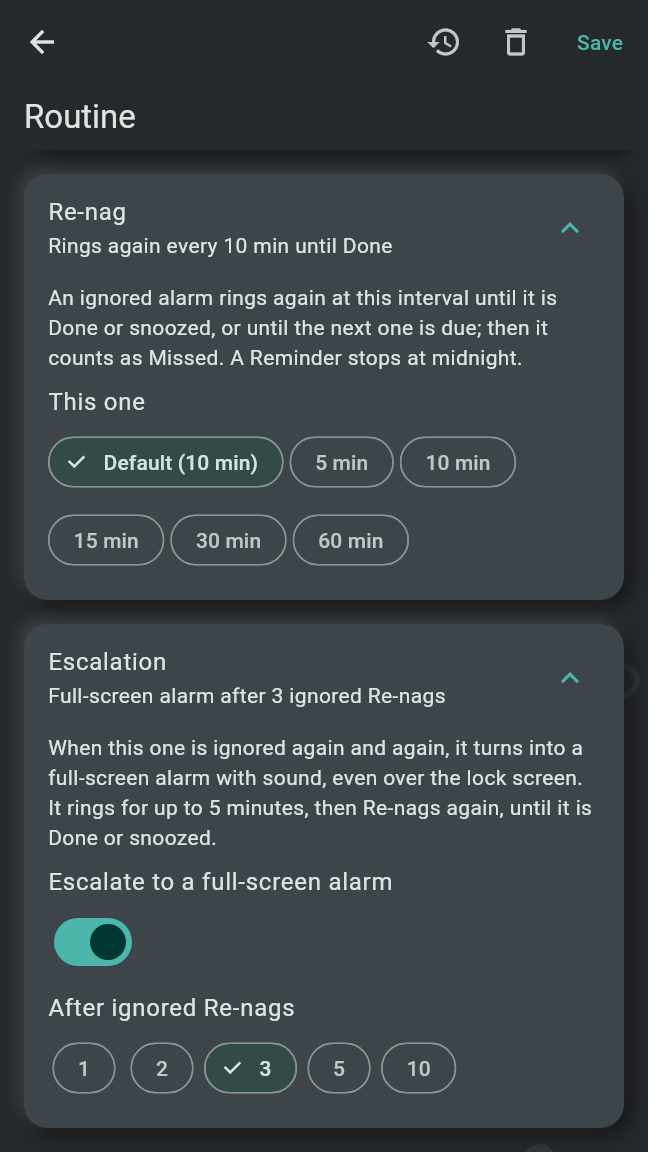 Save
Routine
Re-nag
Rings again every 10 min until Done
An ignored alarm rings again at this interval until it is
Done or snoozed, or until the next one is due; then it
counts as Missed. A Reminder stops at midnight.
This one
Default (10 min) 5 min 10 min
15 min 30 min 60 min
Escalation
Full-screen alarm after 3 ignored Re-nags
When this one is ignored again and again, it turns into a
full-screen alarm with sound, even over the lock screen.
It rings for up to 5 minutes, then Re-nags again, until it is
Done or snoozed.
Escalate to a full-screen alarm
After ignored Re-nags
1 2 3 5 10